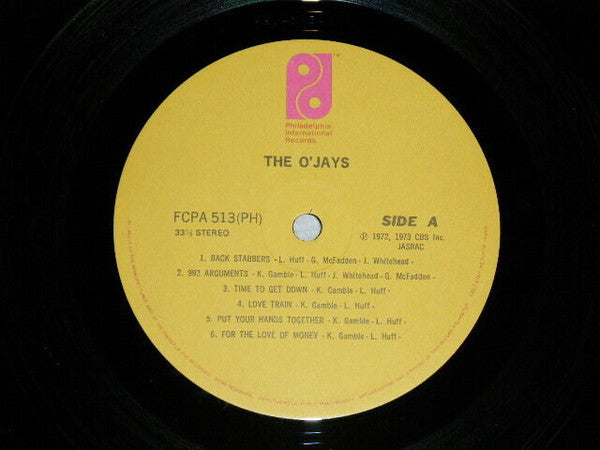 TM
Philadelphia
International
Records
THE O'JAYS
FCPA 513(PH)
33⅓ STEREO
SIDE A
Ⓟ 1972, 1973 CBS Inc.
JASRAC
1. BACK STABBERS - L. Huff - G. McFadden - J. Whitehead -
2. 992 ARGUMENTS - K. Gamble - L. Huff - J. Whitehead - G. McFadden -
3. TIME TO GET DOWN - K. Gamble - L. Huff -
4. LOVE TRAIN - K. Gamble - L. Huff -
5. PUT YOUR HANDS TOGETHER - K. Gamble - L. Huff -
6. FOR THE LOVE OF MONEY - K. Gamble - L. Huff -